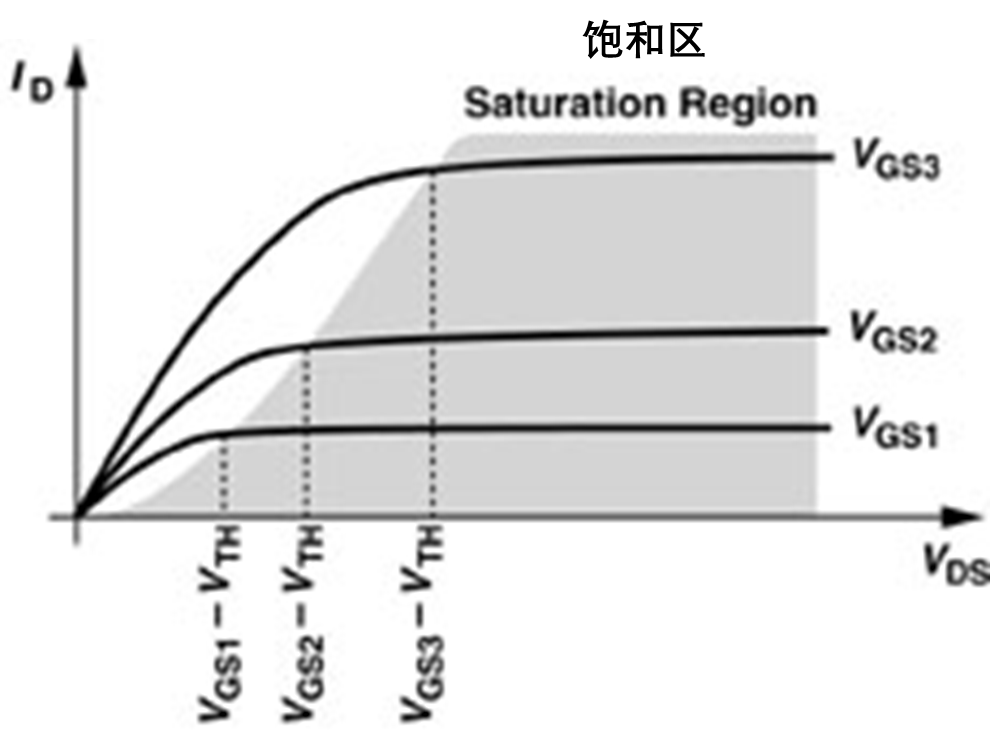 饱和区
Saturation Region
I_D
V_GS3
V_GS2
V_GS1
V_DS
V_GS1 – V_TH
V_GS2 – V_TH
V_GS3 – V_TH